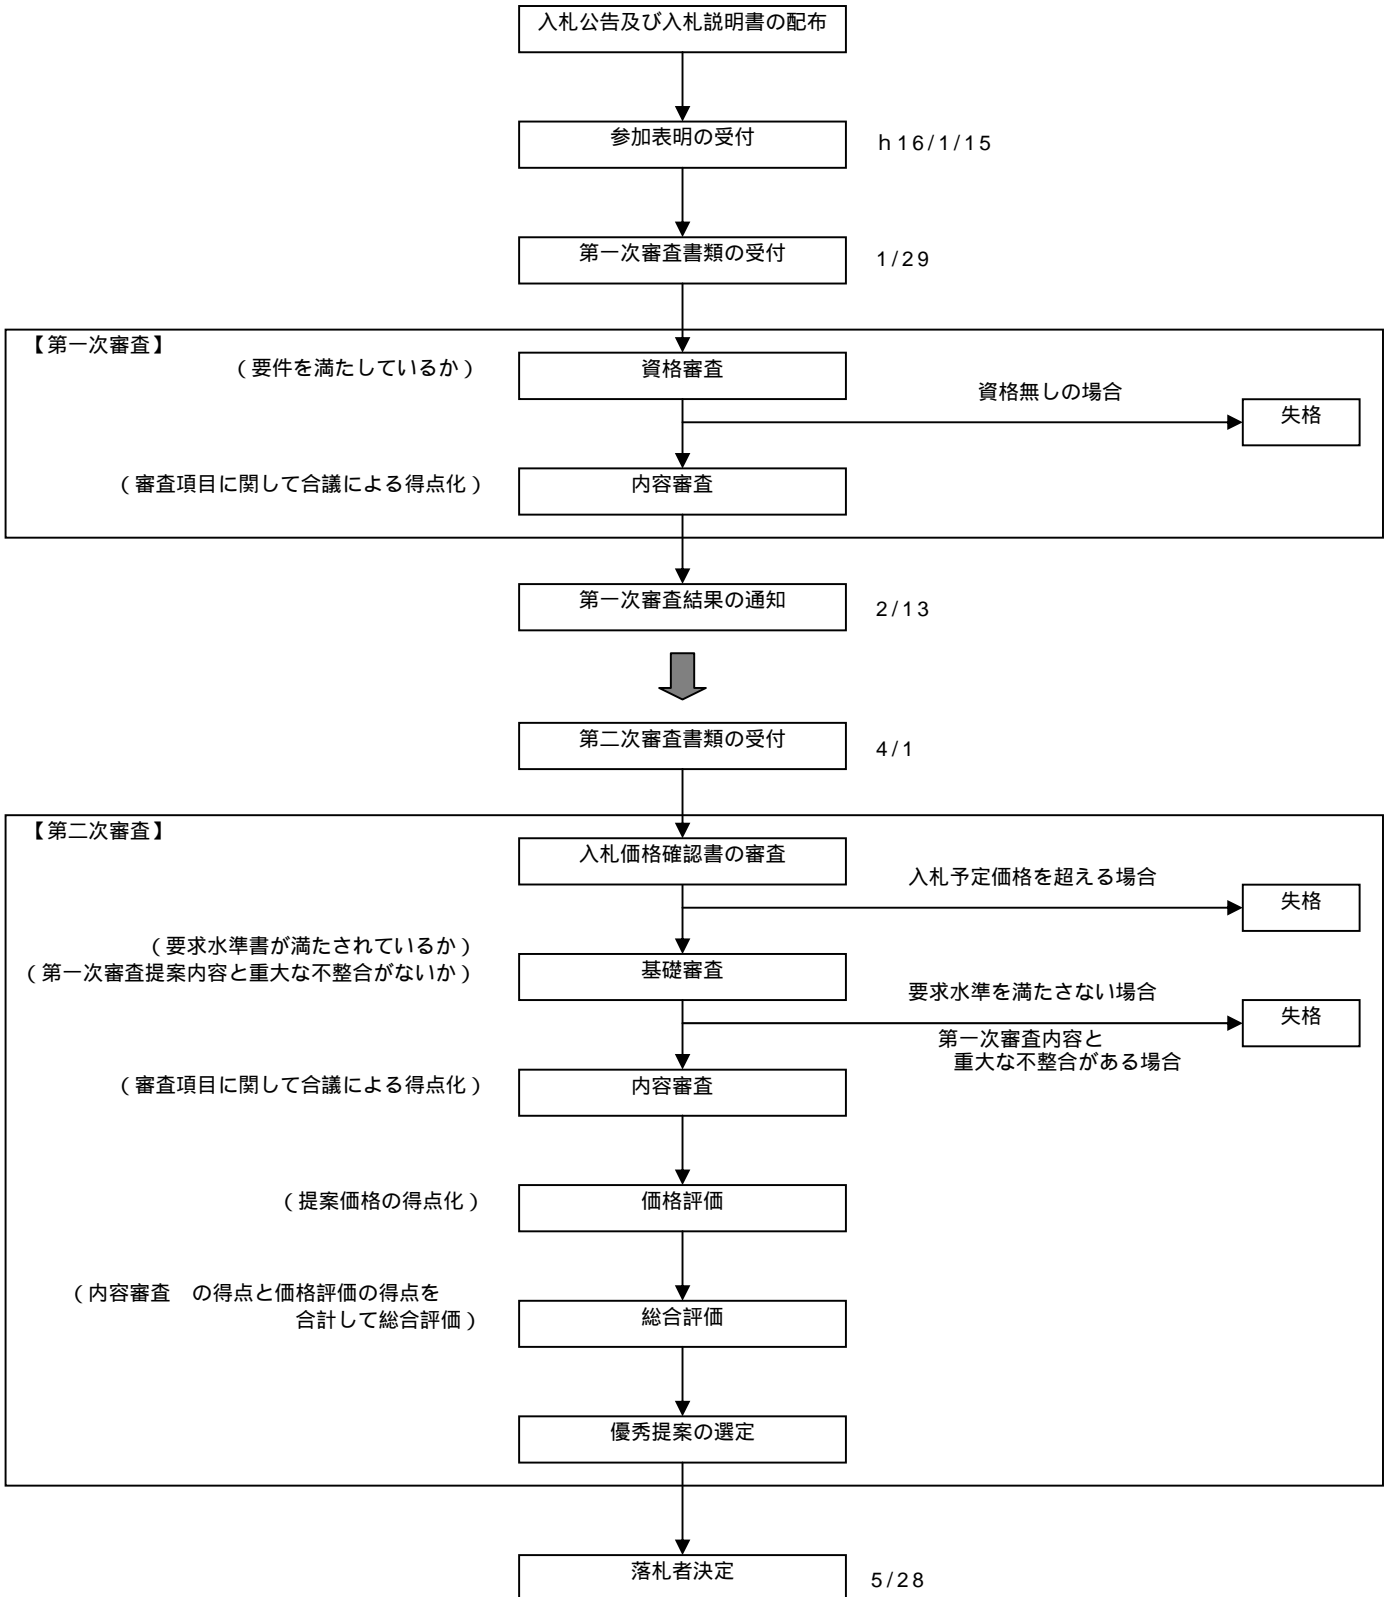 入札公告及び入札説明書の配布
参加表明の受付
h16/1/15
第一次審査書類の受付
1/29
【第一次審査】
(要件を満たしているか)
資格審査
資格無しの場合
失格
(審査項目に関して合議による得点化)
内容審査
第一次審査結果の通知
2/13
第二次審査書類の受付
4/1
【第二次審査】
入札価格確認書の審査
入札予定価格を超える場合
失格
(要求水準書が満たされているか)
(第一次審査提案内容と重大な不整合がないか)
基礎審査
要求水準を満たさない場合
失格
第一次審査内容と
重大な不整合がある場合
(審査項目に関して合議による得点化)
内容審査
(提案価格の得点化)
価格評価
(内容審査 の得点と価格評価の得点を
合計して総合評価)
総合評価
優秀提案の選定
落札者決定
5/28